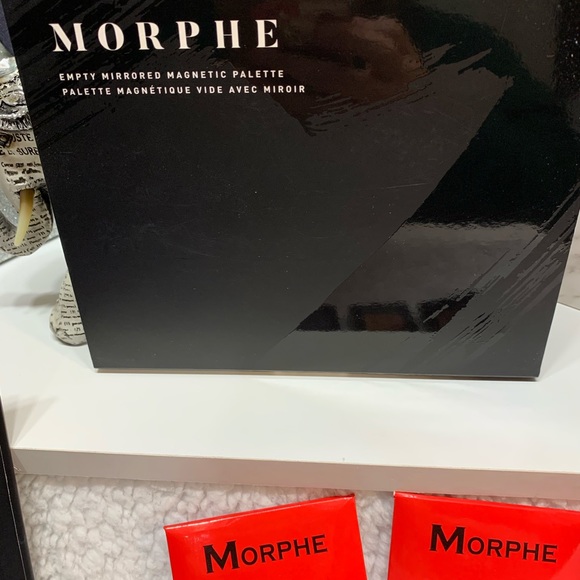 MORPHE
EMPTY MIRRORED MAGNETIC PALETTE
PALETTE MAGNÉTIQUE VIDE AVEC MIROIR
MORPHE
MORPHE